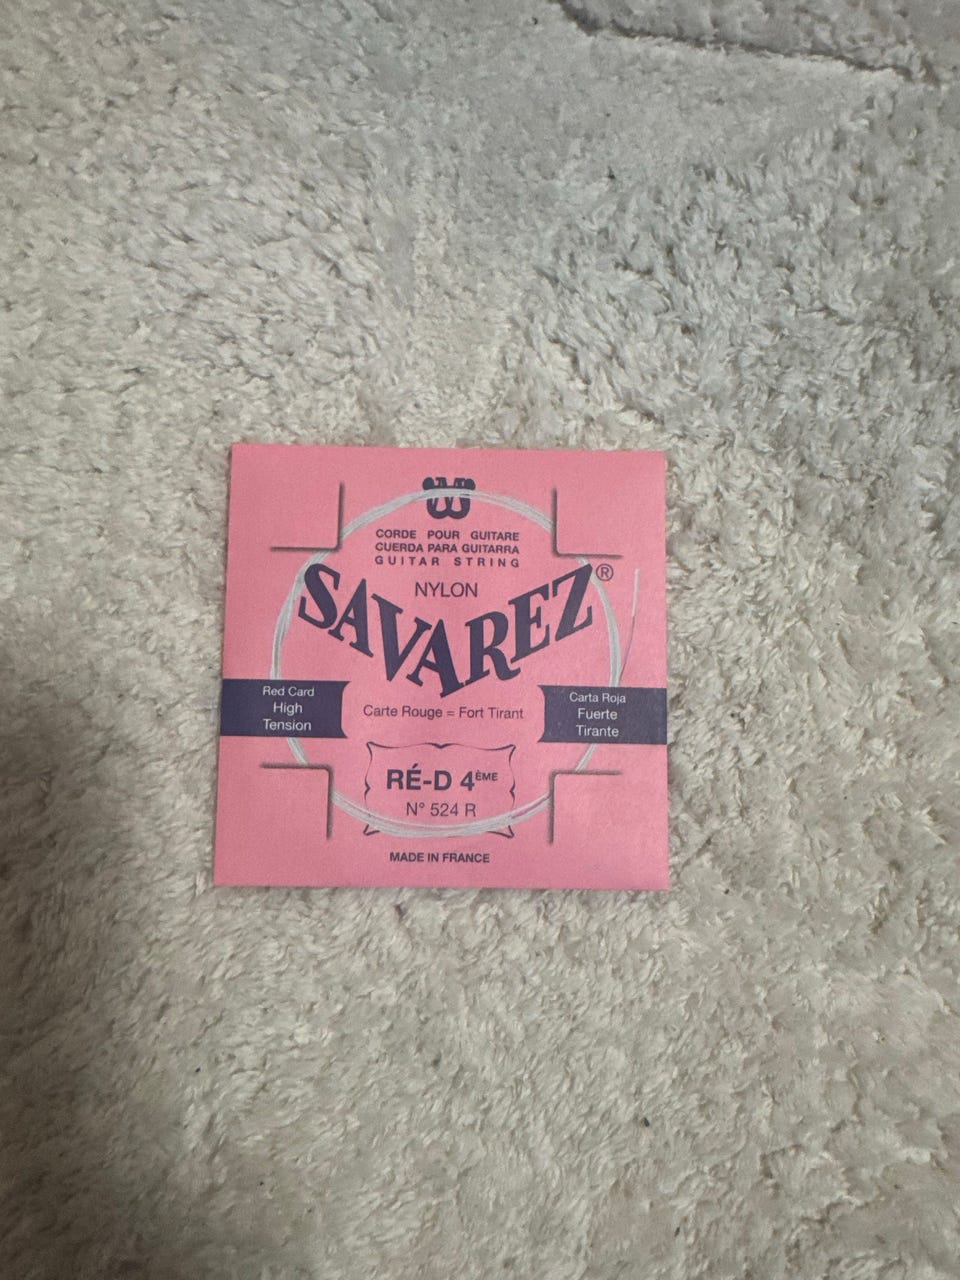 CORDE POUR GUITARE
CUERDA PARA GUITARRA
GUITAR STRING
NYLON
SAVAREZ®
Red Card
High
Tension
Carte Rouge = Fort Tirant
Carta Roja
Fuerte
Tirante
RÉ-D 4ÈME
N° 524 R
MADE IN FRANCE